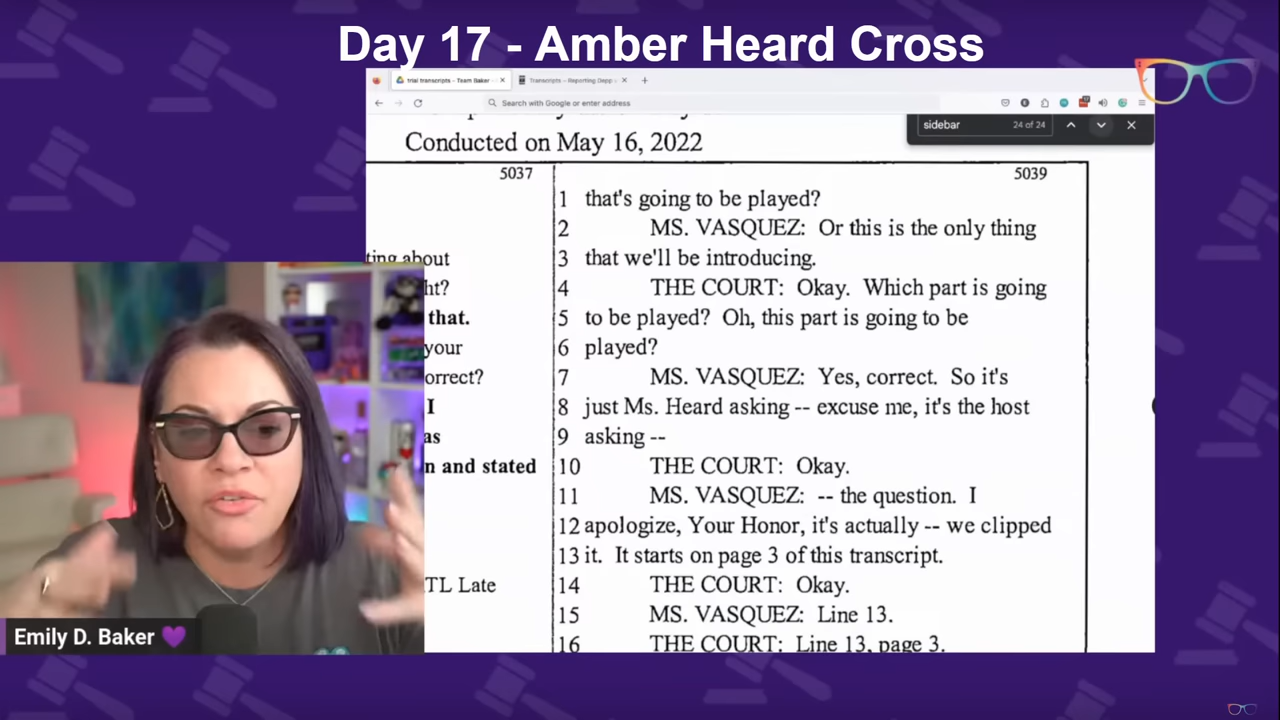 Day 17 - Amber Heard Cross
trial transcripts – Team Baker
Transcripts – Reporting Depp
Search with Google or enter address
sidebar
24 of 24
Conducted on May 16, 2022
5037
about
ht?
that.
your
orrect?
I
as
n and stated
TL Late
5039
1 that's going to be played?
2 MS. VASQUEZ: Or this is the only thing
3 that we'll be introducing.
4 THE COURT: Okay. Which part is going
5 to be played? Oh, this part is going to be
6 played?
7 MS. VASQUEZ: Yes, correct. So it's
8 just Ms. Heard asking -- excuse me, it's the host
9 asking --
10 THE COURT: Okay.
11 MS. VASQUEZ: -- the question. I
12 apologize, Your Honor, it's actually -- we clipped
13 it. It starts on page 3 of this transcript.
14 THE COURT: Okay.
15 MS. VASQUEZ: Line 13.
16 THE COURT: Line 13, page 3.
Emily D. Baker 💜